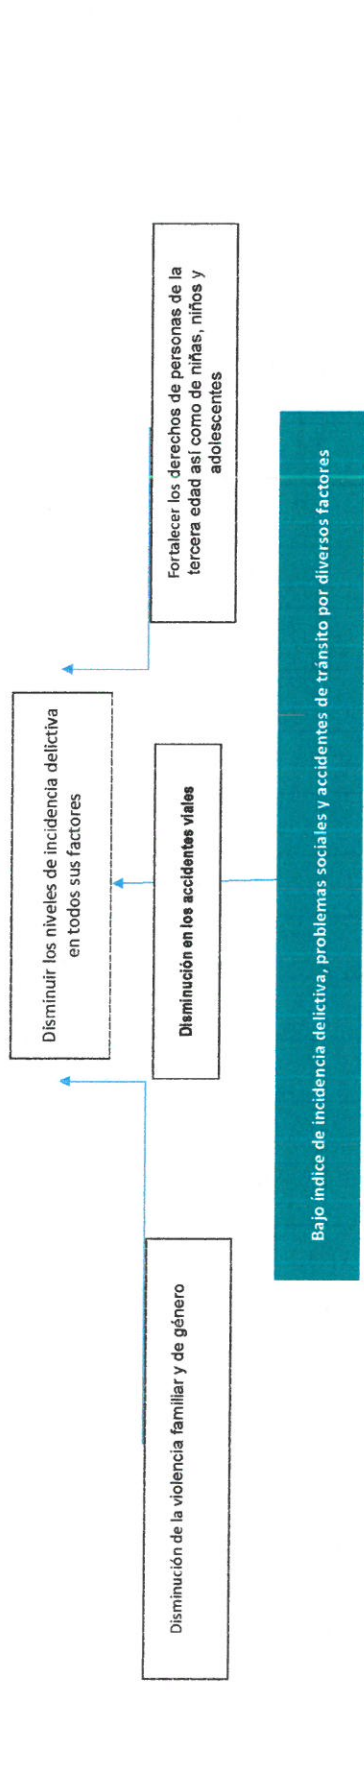 Disminuir los niveles de incidencia delictiva
en todos sus factores
Disminución de la violencia familiar y de género
Disminución en los accidentes viales
Fortalecer los derechos de personas de la
tercera edad así como de niñas, niños y
adolescentes
Bajo índice de incidencia delictiva, problemas sociales y accidentes de tránsito por diversos factores